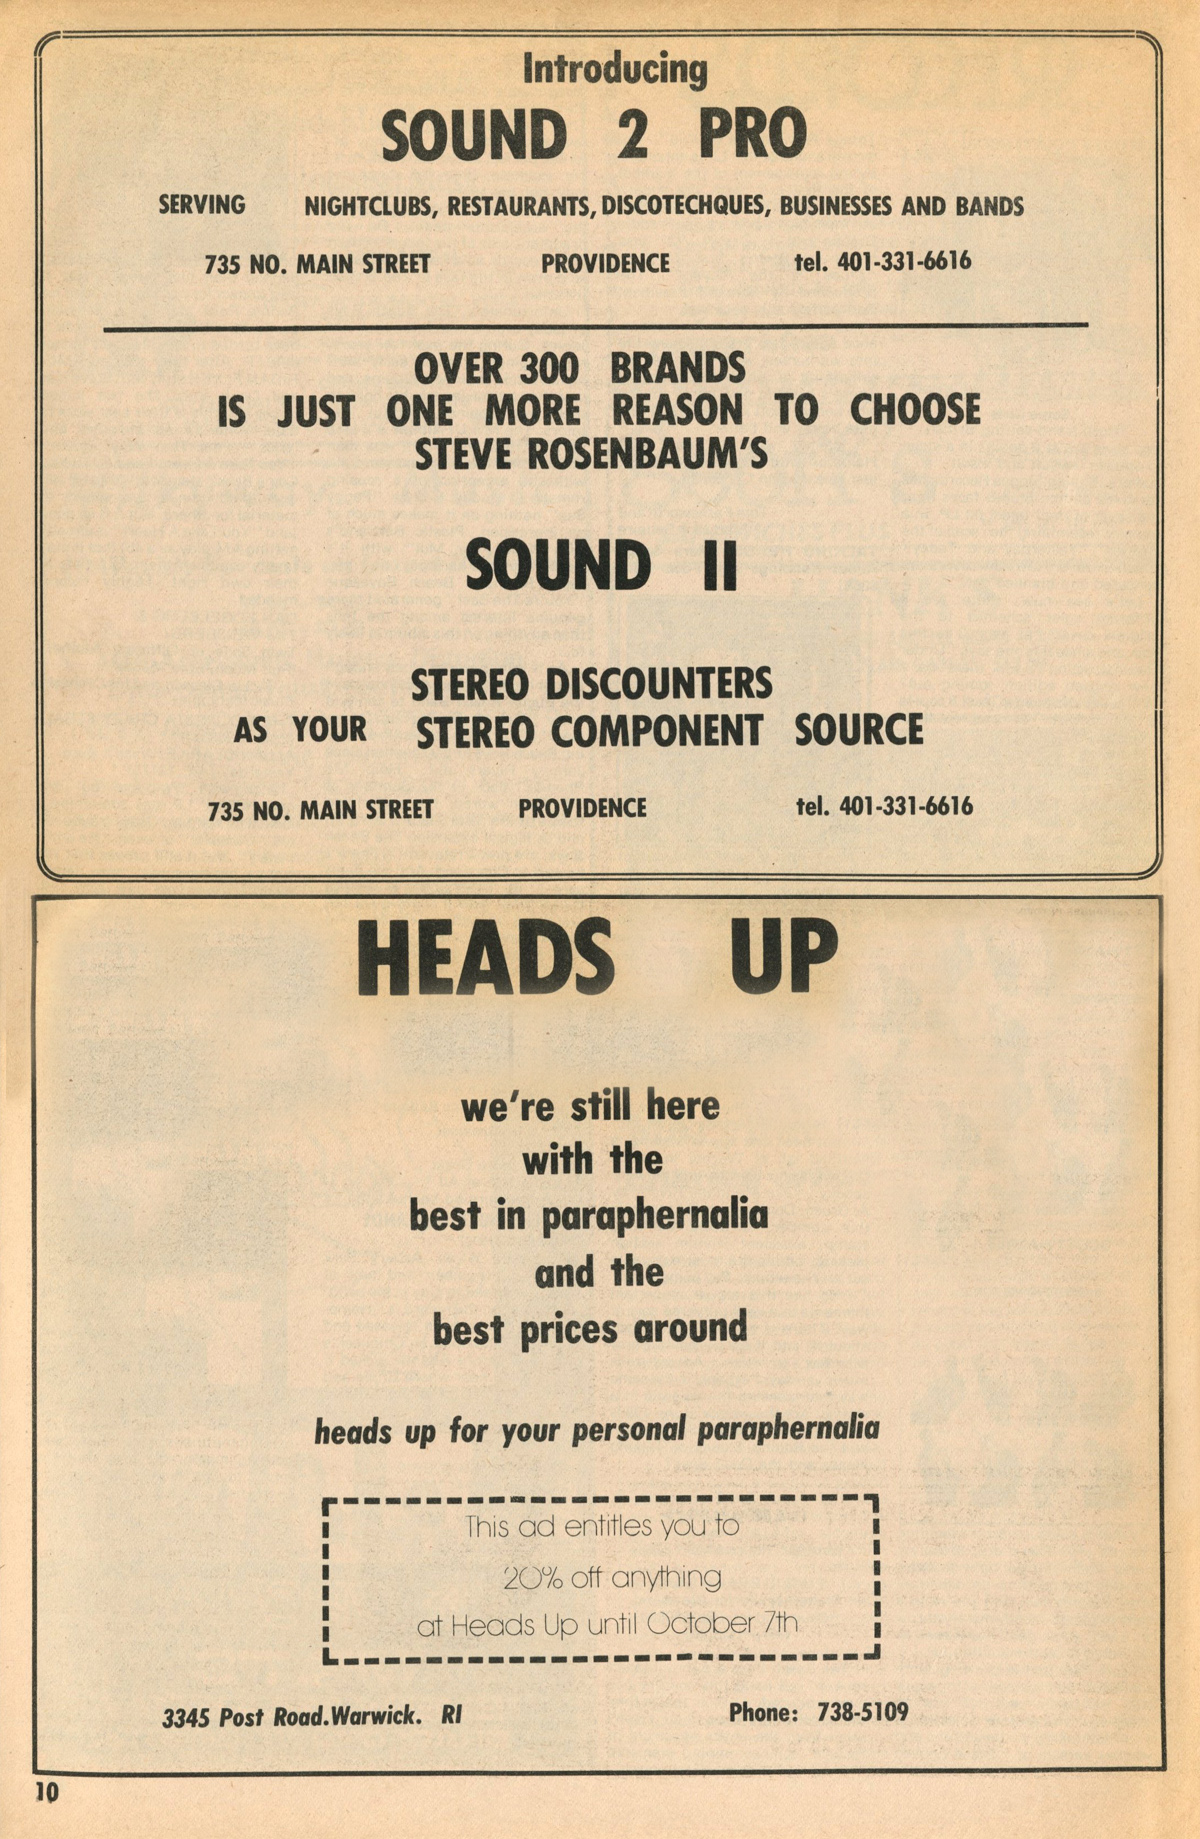 Introducing
SOUND 2 PRO
SERVING NIGHTCLUBS, RESTAURANTS, DISCOTECHQUES, BUSINESSES AND BANDS
735 NO. MAIN STREET PROVIDENCE tel. 401-331-6616
OVER 300 BRANDS
IS JUST ONE MORE REASON TO CHOOSE
STEVE ROSENBAUM'S
SOUND II
STEREO DISCOUNTERS
AS YOUR STEREO COMPONENT SOURCE
735 NO. MAIN STREET PROVIDENCE tel. 401-331-6616
HEADS UP
we're still here
with the
best in paraphernalia
and the
best prices around
heads up for your personal paraphernalia
This ad entitles you to
20% off anything
at Heads Up until October 7th
3345 Post Road.Warwick. RI Phone: 738-5109
10